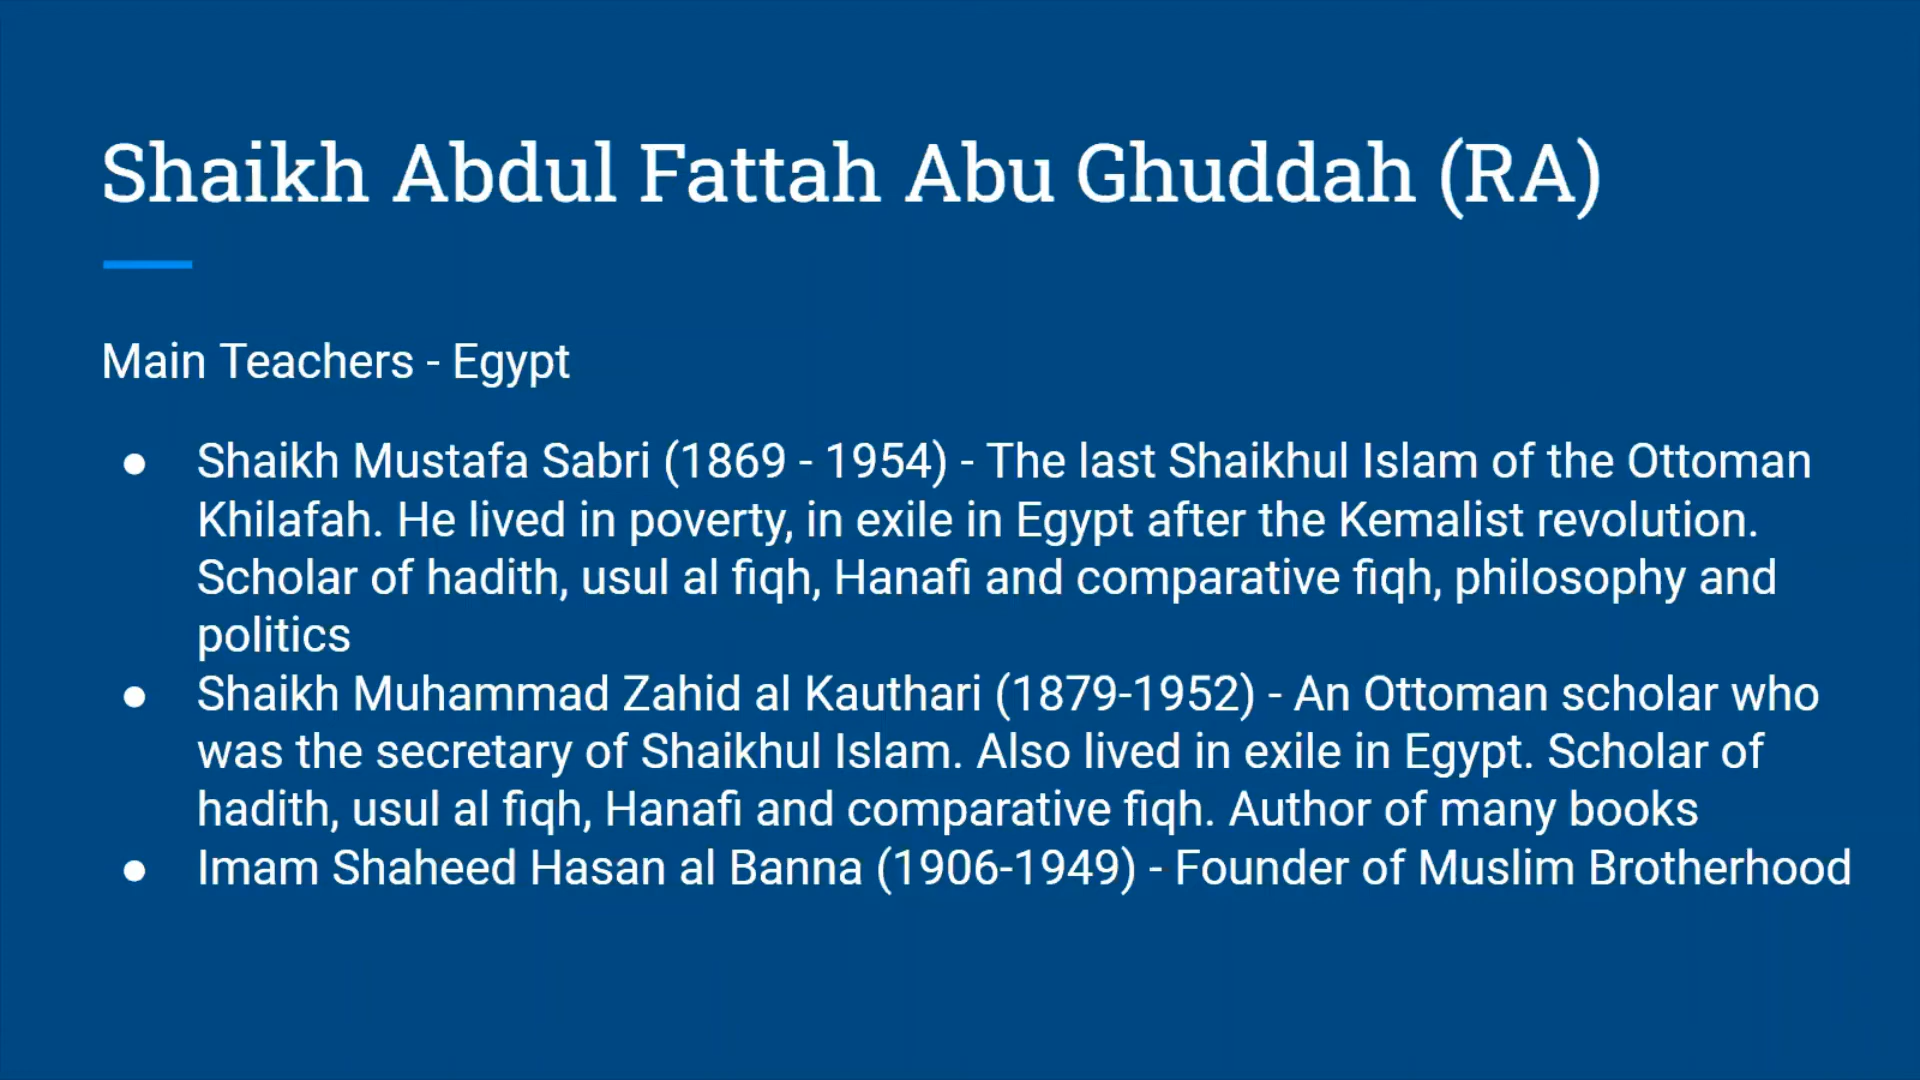 Shaikh Abdul Fattah Abu Ghuddah (RA)
Main Teachers - Egypt
● Shaikh Mustafa Sabri (1869 - 1954) - The last Shaikhul Islam of the Ottoman
Khilafah. He lived in poverty, in exile in Egypt after the Kemalist revolution.
Scholar of hadith, usul al fiqh, Hanafi and comparative fiqh, philosophy and
politics
● Shaikh Muhammad Zahid al Kauthari (1879-1952) - An Ottoman scholar who
was the secretary of Shaikhul Islam. Also lived in exile in Egypt. Scholar of
hadith, usul al fiqh, Hanafi and comparative fiqh. Author of many books
● Imam Shaheed Hasan al Banna (1906-1949) - Founder of Muslim Brotherhood